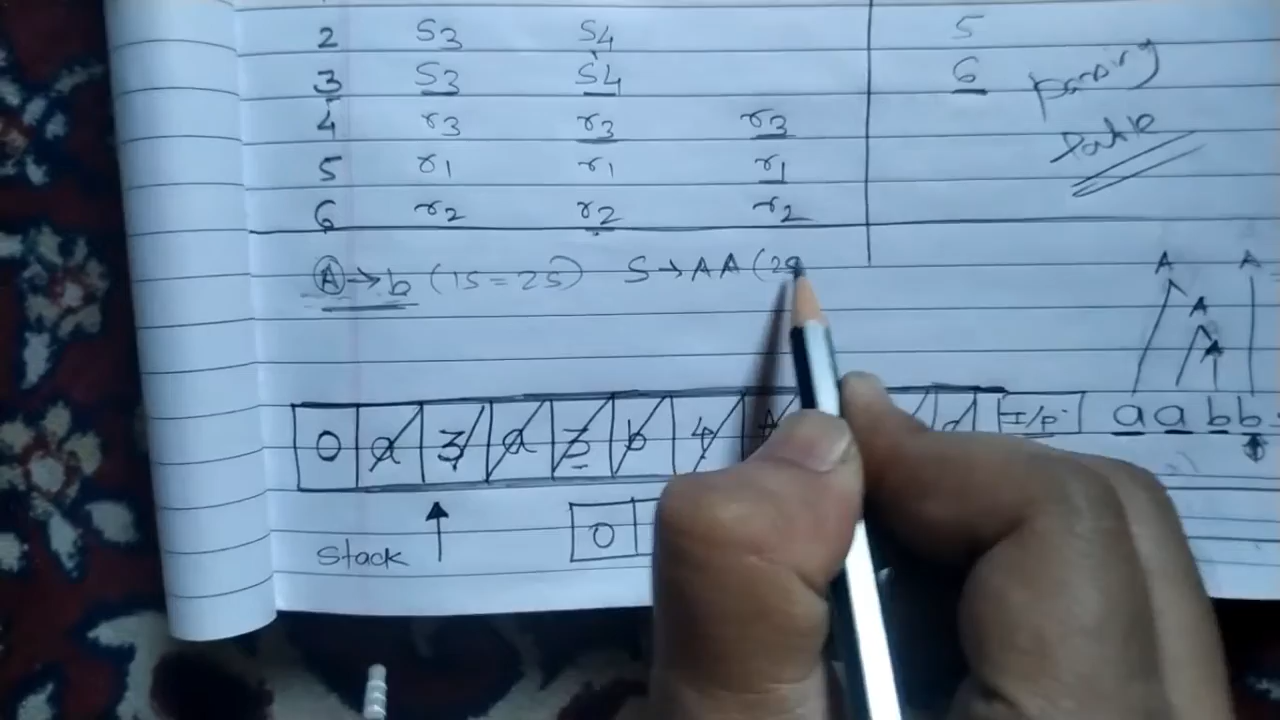 2 S3 S4 5
3 S3 S4 6
parsing
table
4 r3 r3 r3
5 r1 r1 r1
6 r2 r2 r2
A→b (1S=2S) S→AA (2S
A A
A
A
0 a 3 a 3 b 4 A I/P. a a b b
Stack
0